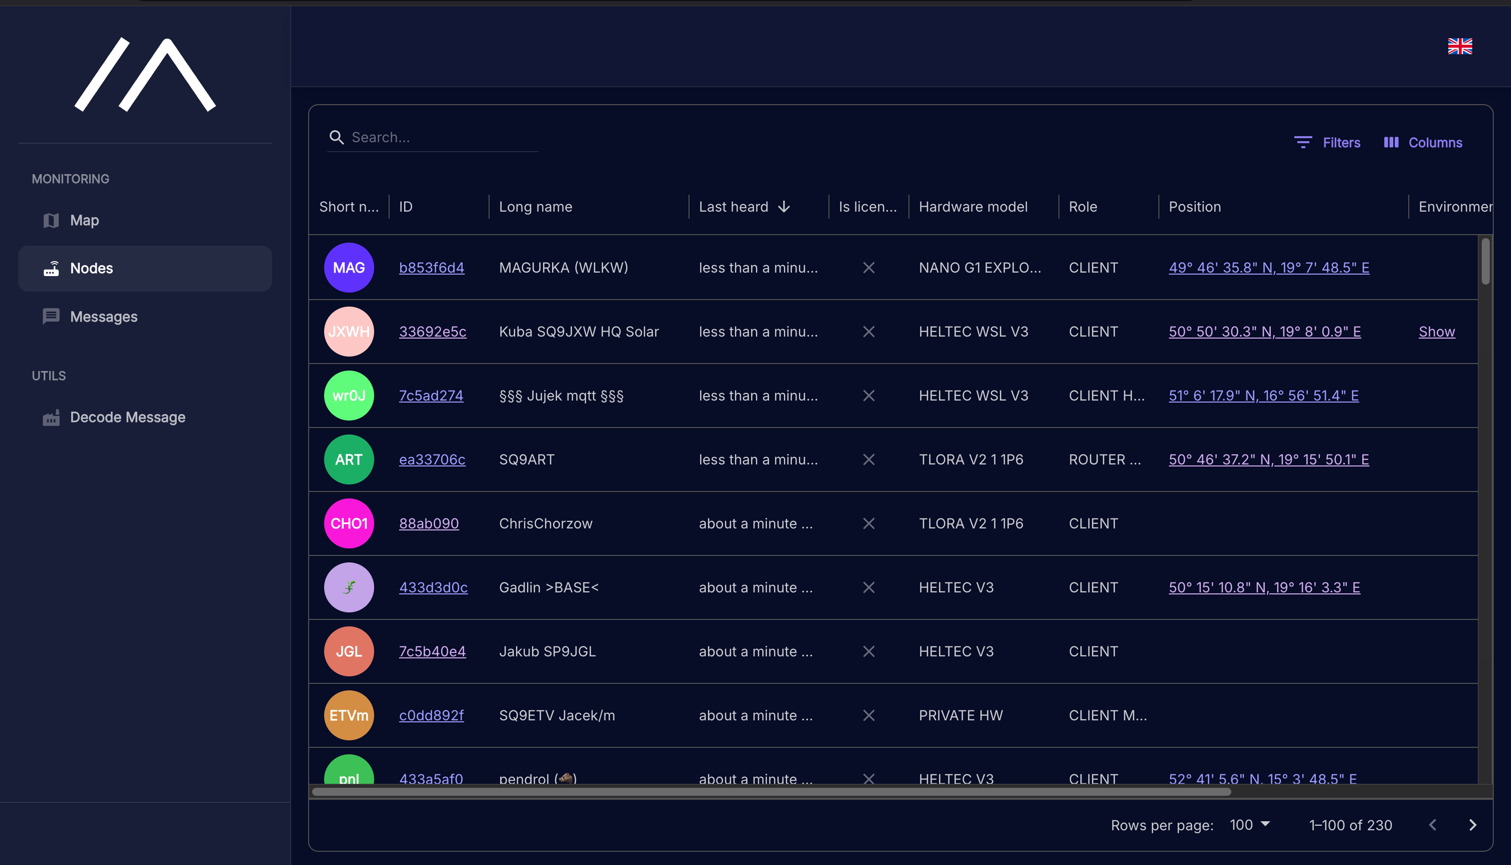 Search...
Filters
Columns
MONITORING
Map
Nodes
Messages
UTILS
Decode Message
Short n... ID Long name Last heard Is licen... Hardware model Role Position Environmen
MAG b853f6d4 MAGURKA (WLKW) less than a minu... NANO G1 EXPLO... CLIENT 49° 46' 35.8" N, 19° 7' 48.5" E
JXWH 33692e5c Kuba SQ9JXW HQ Solar less than a minu... HELTEC WSL V3 CLIENT 50° 50' 30.3" N, 19° 8' 0.9" E Show
wr0J 7c5ad274 §§§ Jujek mqtt §§§ less than a minu... HELTEC WSL V3 CLIENT H... 51° 6' 17.9" N, 16° 56' 51.4" E
ART ea33706c SQ9ART less than a minu... TLORA V2 1 1P6 ROUTER ... 50° 46' 37.2" N, 19° 15' 50.1" E
CHO1 88ab090 ChrisChorzow about a minute ... TLORA V2 1 1P6 CLIENT
433d3d0c Gadlin >BASE< about a minute ... HELTEC V3 CLIENT 50° 15' 10.8" N, 19° 16' 3.3" E
JGL 7c5b40e4 Jakub SP9JGL about a minute ... HELTEC V3 CLIENT
ETVm c0dd892f SQ9ETV Jacek/m about a minute ... PRIVATE HW CLIENT M...
pnl 433a5af0 pendrol (🐗) about a minute ... HELTEC V3 CLIENT 52° 41' 5.6" N, 15° 3' 48.5" E
Rows per page: 100 1–100 of 230